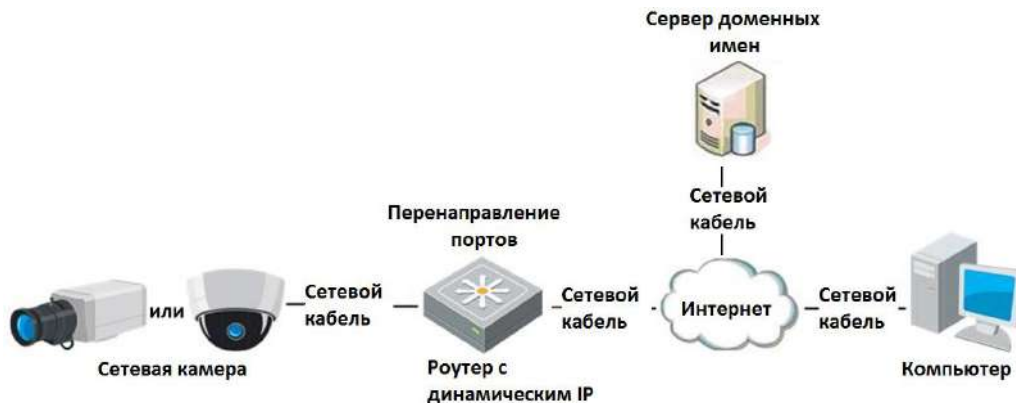 Сервер доменных
имен
Сетевой
кабель
Перенаправление
портов
или
Сетевой
кабель
Сетевой
кабель
Интернет
Сетевой
кабель
Сетевая камера
Роутер с
динамическим IP
Компьютер